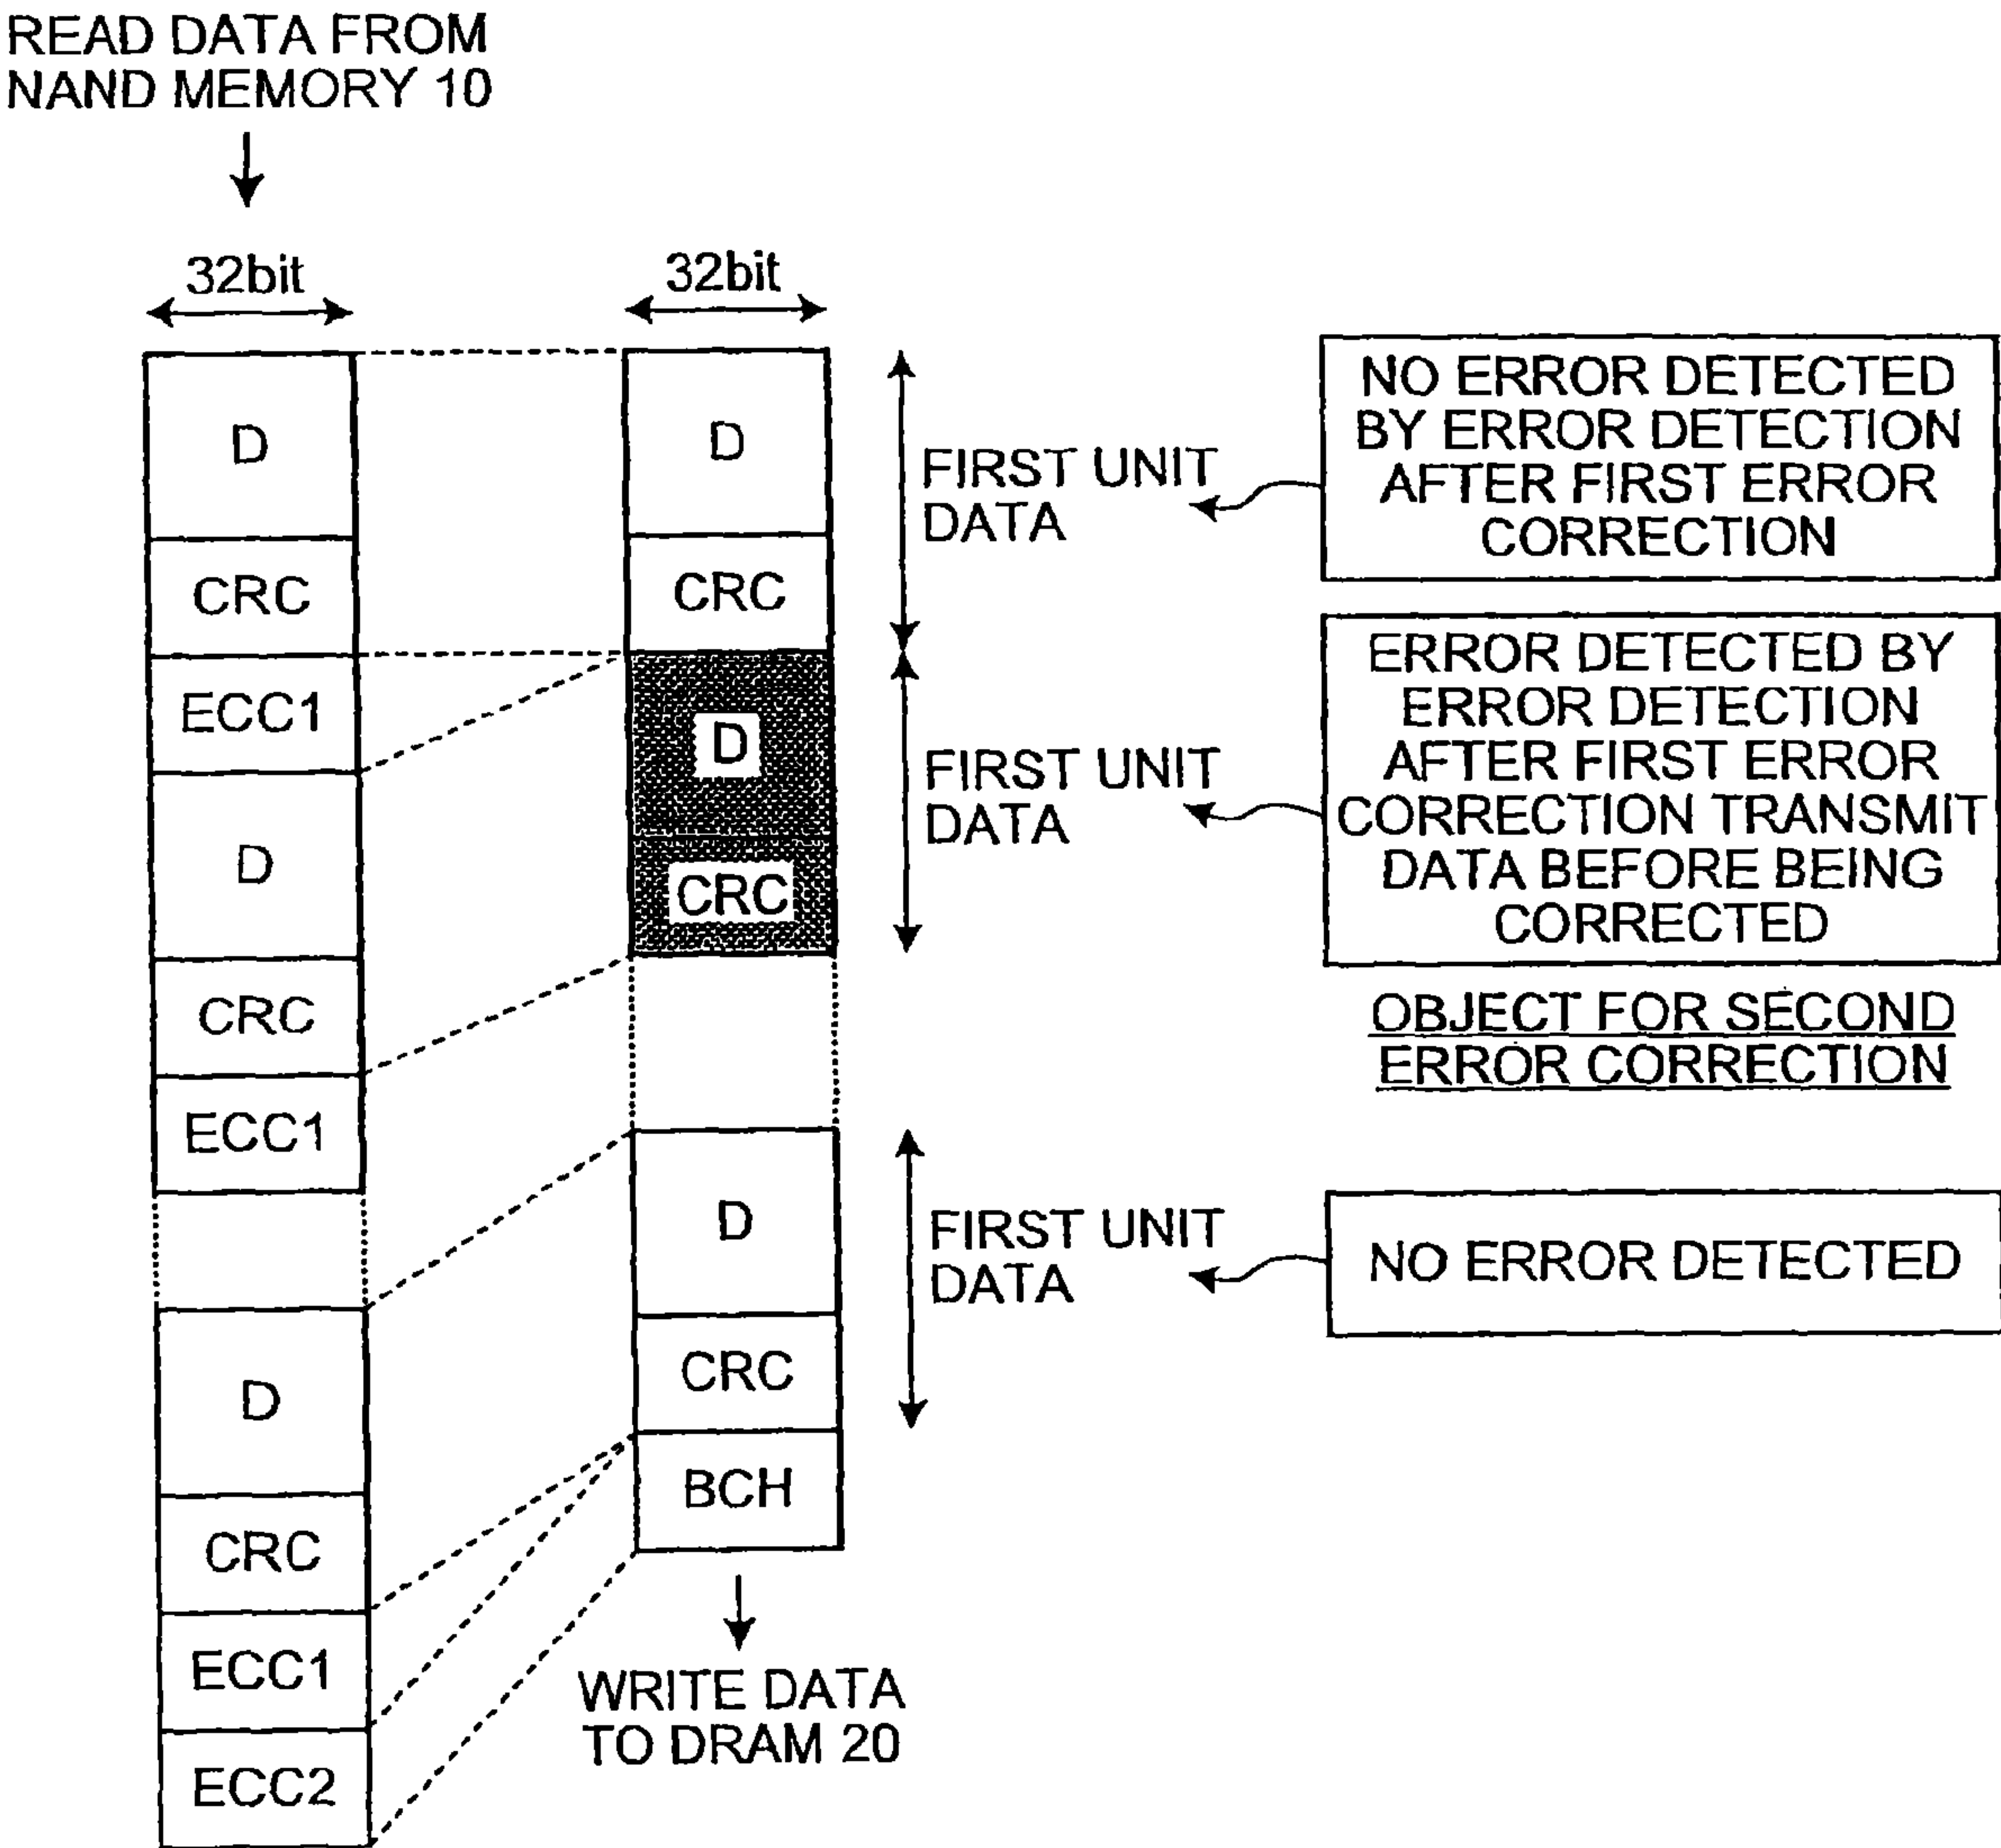 READ DATA FROM
NAND MEMORY 10
32bit
D
CRC
ECC1
D
CRC
ECC1
D
CRC
ECC1
ECC2
32bit
D
CRC
D
CRC
D
CRC
BCH
WRITE DATA
TO DRAM 20
FIRST UNIT
DATA
FIRST UNIT
DATA
FIRST UNIT
DATA
NO ERROR DETECTED
BY ERROR DETECTION
AFTER FIRST ERROR
CORRECTION
ERROR DETECTED BY
ERROR DETECTION
AFTER FIRST ERROR
CORRECTION TRANSMIT
DATA BEFORE BEING
CORRECTED
OBJECT FOR SECOND
ERROR CORRECTION
NO ERROR DETECTED